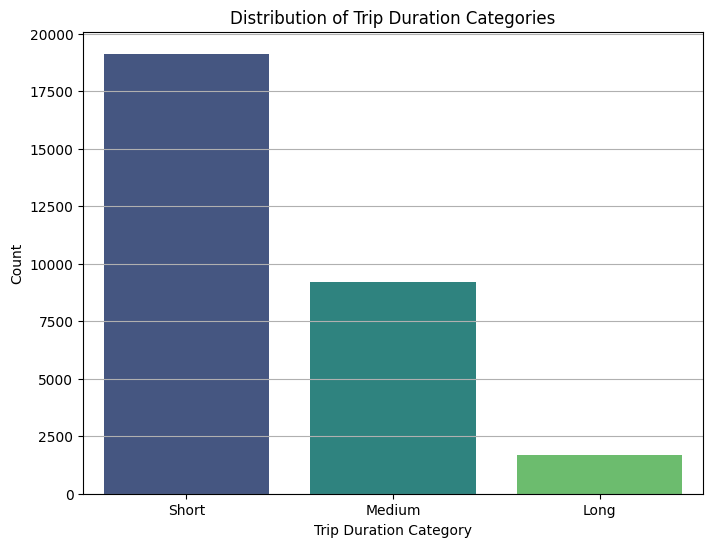 Distribution of Trip Duration Categories
20000
17500
15000
12500
10000
7500
5000
2500
0
Count
Short Medium Long
Trip Duration Category